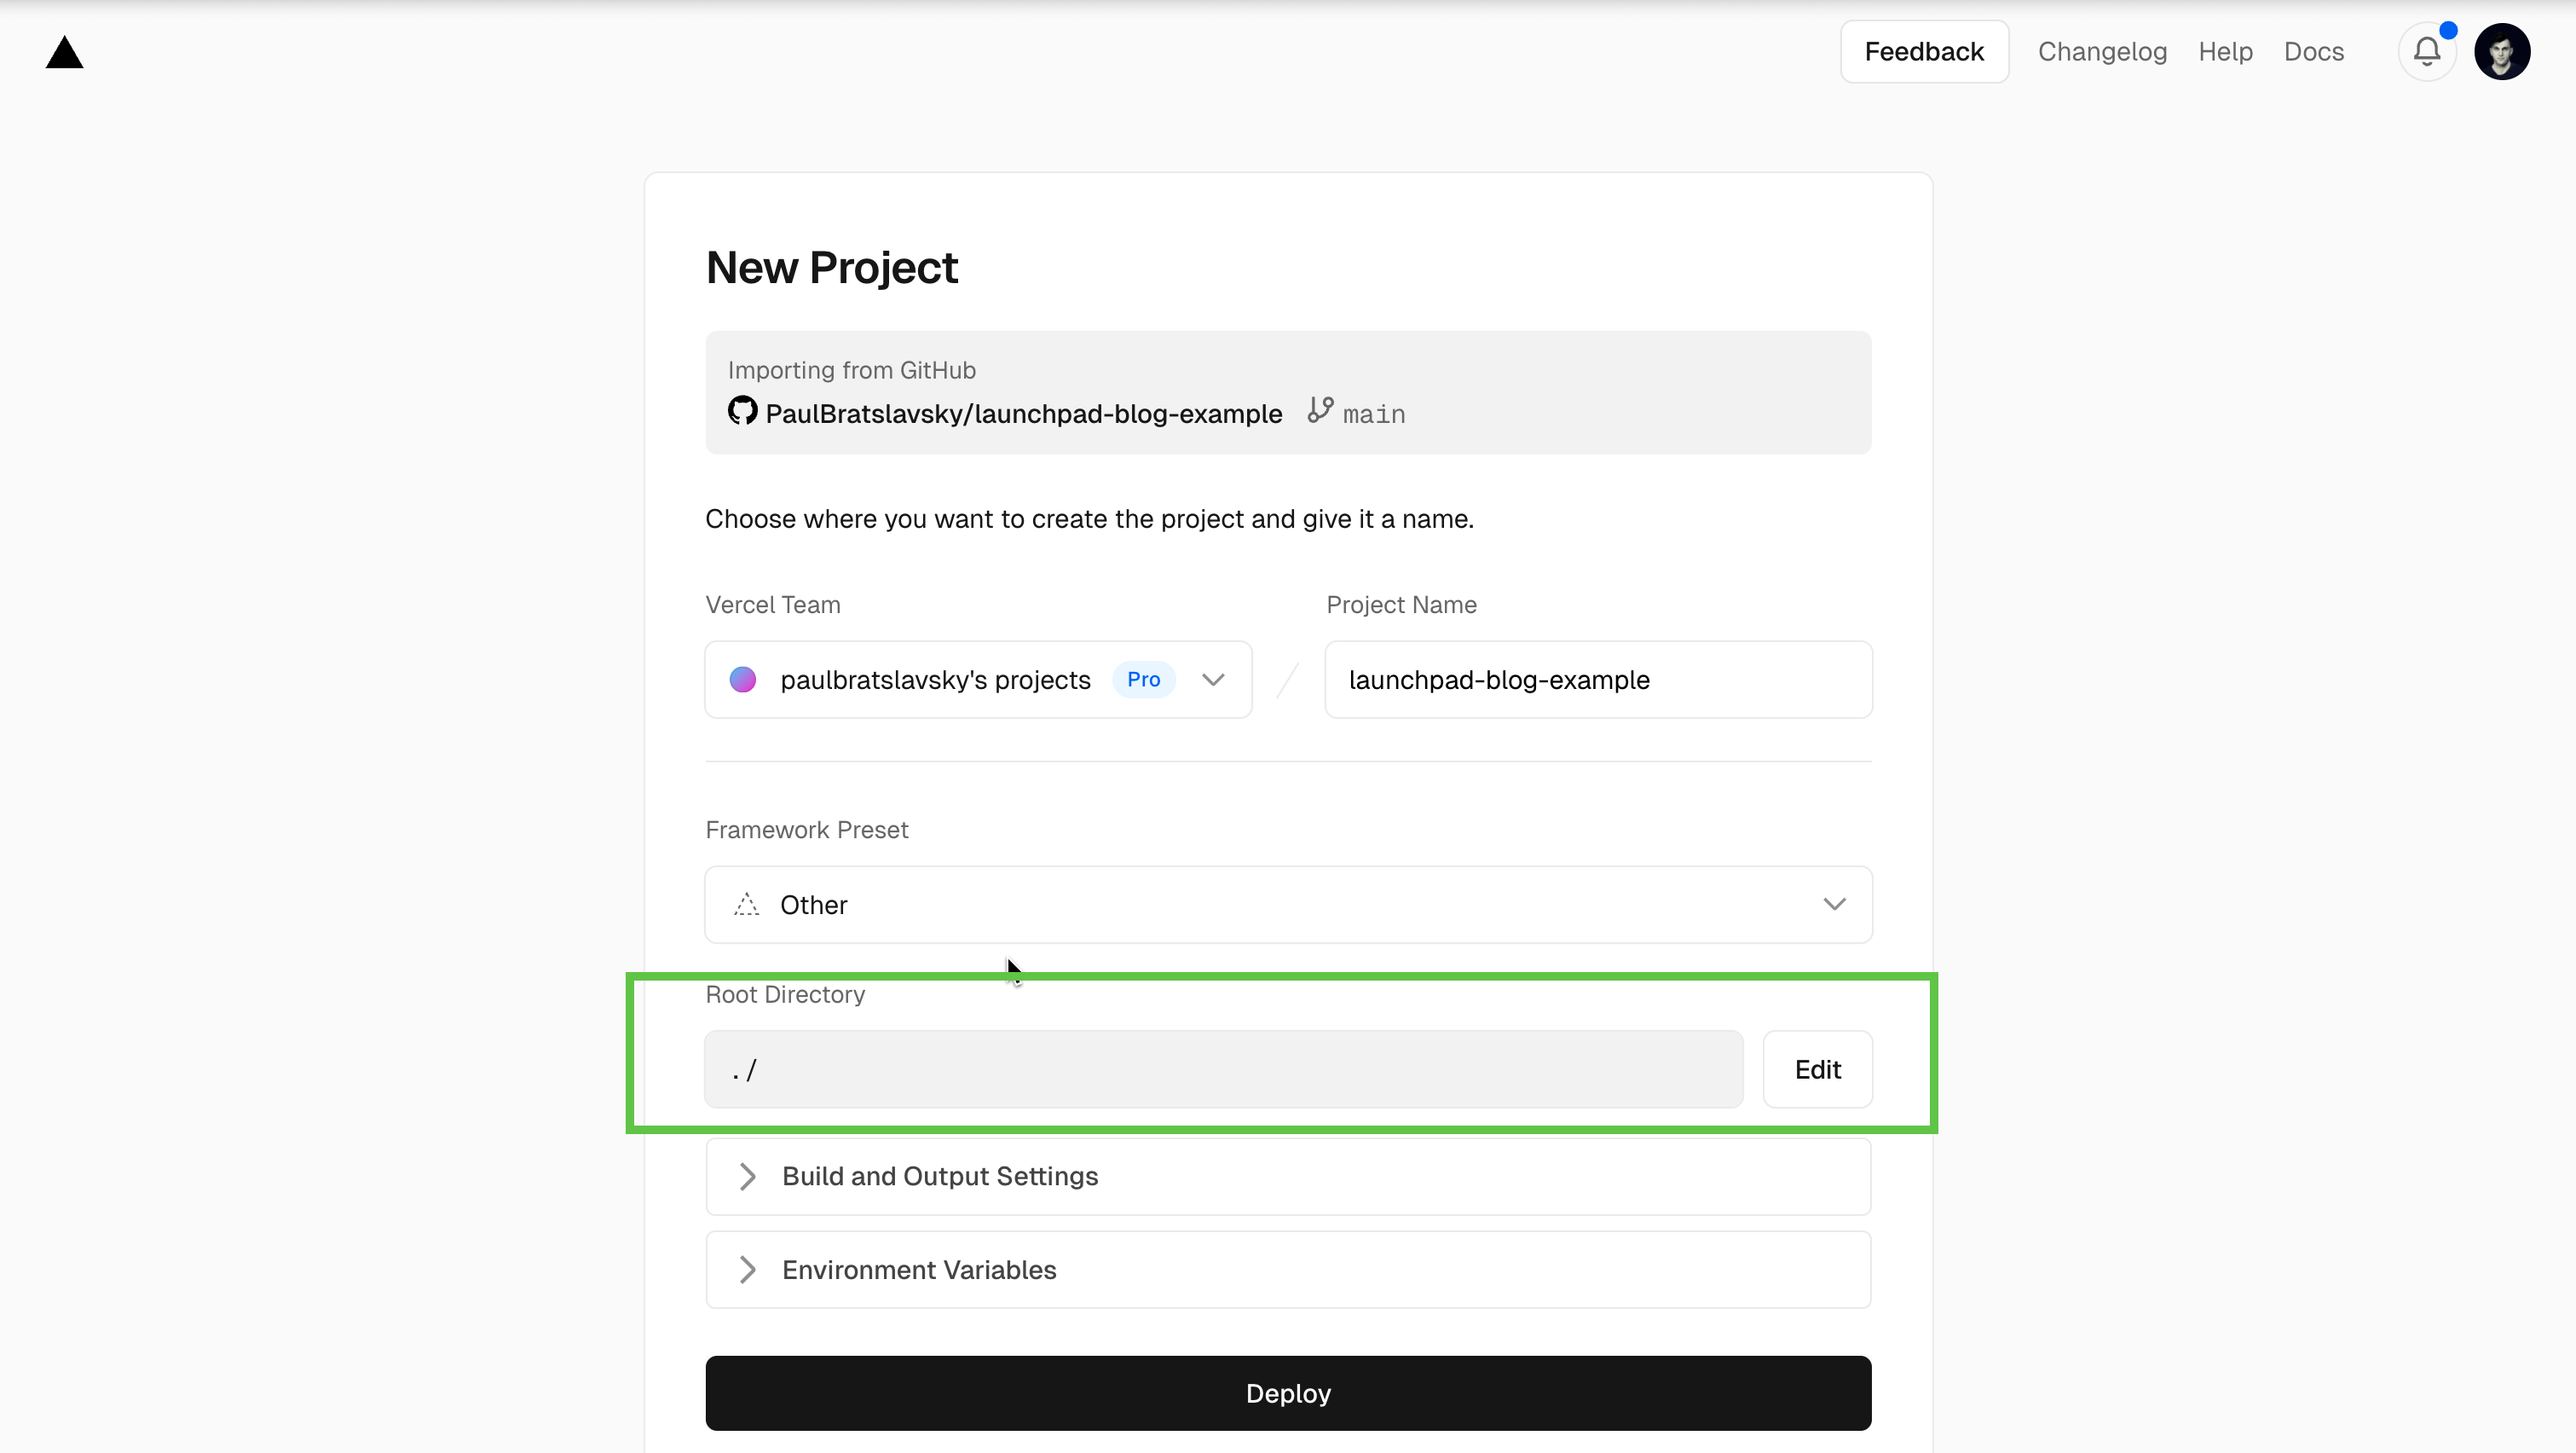 Feedback Changelog Help Docs
New Project
Importing from GitHub
PaulBratslavsky/launchpad-blog-example main
Choose where you want to create the project and give it a name.
Vercel Team
paulbratslavsky's projects Pro
/
Project Name
launchpad-blog-example
Framework Preset
Other
Root Directory
./
Edit
Build and Output Settings
Environment Variables
Deploy